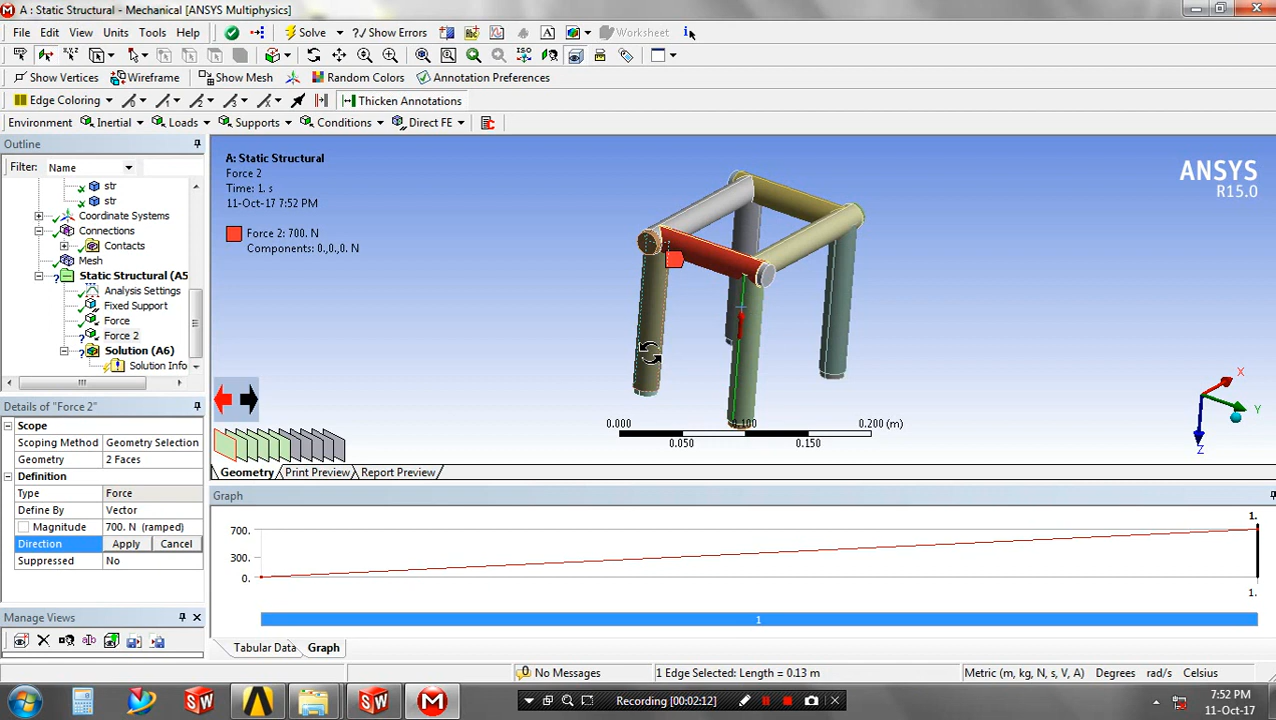 A : Static Structural - Mechanical [ANSYS Multiphysics]
File Edit View Units Tools Help Solve ?/ Show Errors Worksheet
Show Vertices Wireframe Show Mesh Random Colors Annotation Preferences
Edge Coloring Thicken Annotations
Environment Inertial Loads Supports Conditions Direct FE
Outline
Filter: Name
str
str
Coordinate Systems
Connections
Contacts
Mesh
Static Structural (A5
Analysis Settings
Fixed Support
Force
Force 2
Solution (A6)
Solution Info
Details of "Force 2"
Scope
Scoping Method Geometry Selection
Geometry 2 Faces
Definition
Type Force
Define By Vector
Magnitude 700. N (ramped)
Direction Apply Cancel
Suppressed No
Manage Views
A: Static Structural
Force 2
Time: 1. s
11-Oct-17 7:52 PM
Force 2: 700. N
Components: 0.,0.,0. N
ANSYS
R15.0
X
Y
Z
0.000 0.100 0.200 (m)
0.050 0.150
Geometry Print Preview Report Preview
Graph
1.
700.
300.
0.
1.
1
Tabular Data Graph
No Messages 1 Edge Selected: Length = 0.13 m Metric (m, kg, N, s, V, A) Degrees rad/s Celsius
SW SW M Recording [00:02:12] 7:52 PM
11-Oct-17